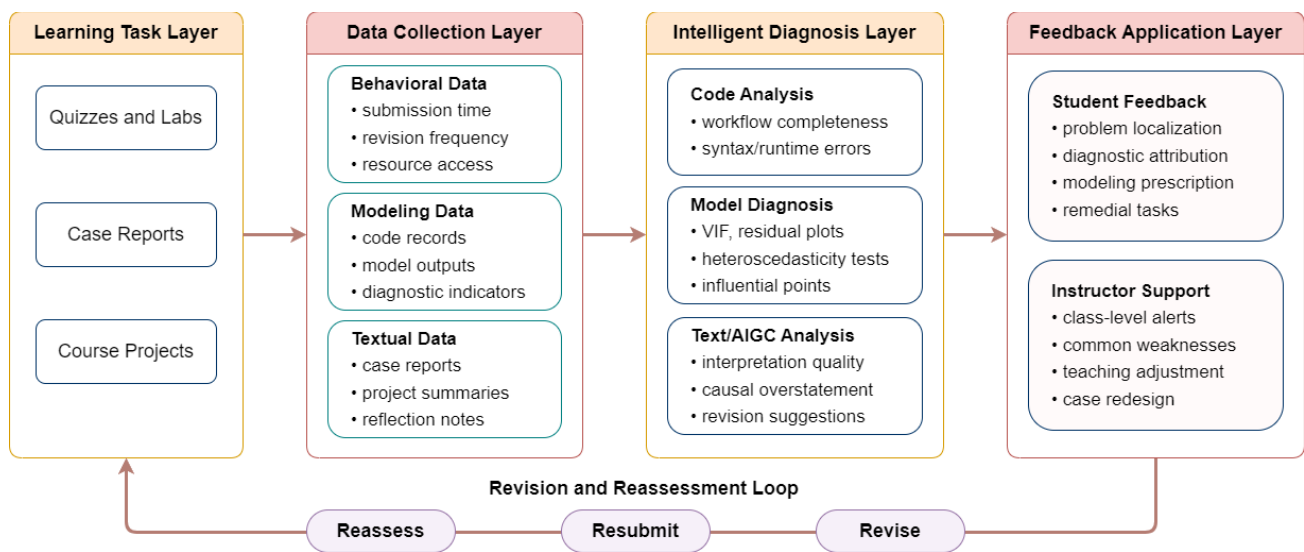 Learning Task Layer
Quizzes and Labs
Case Reports
Course Projects
Data Collection Layer
Behavioral Data
• submission time
• revision frequency
• resource access
Modeling Data
• code records
• model outputs
• diagnostic indicators
Textual Data
• case reports
• project summaries
• reflection notes
Intelligent Diagnosis Layer
Code Analysis
• workflow completeness
• syntax/runtime errors
Model Diagnosis
• VIF, residual plots
• heteroscedasticity tests
• influential points
Text/AIGC Analysis
• interpretation quality
• causal overstatement
• revision suggestions
Feedback Application Layer
Student Feedback
• problem localization
• diagnostic attribution
• modeling prescription
• remedial tasks
Instructor Support
• class-level alerts
• common weaknesses
• teaching adjustment
• case redesign
Revision and Reassessment Loop
Reassess
Resubmit
Revise